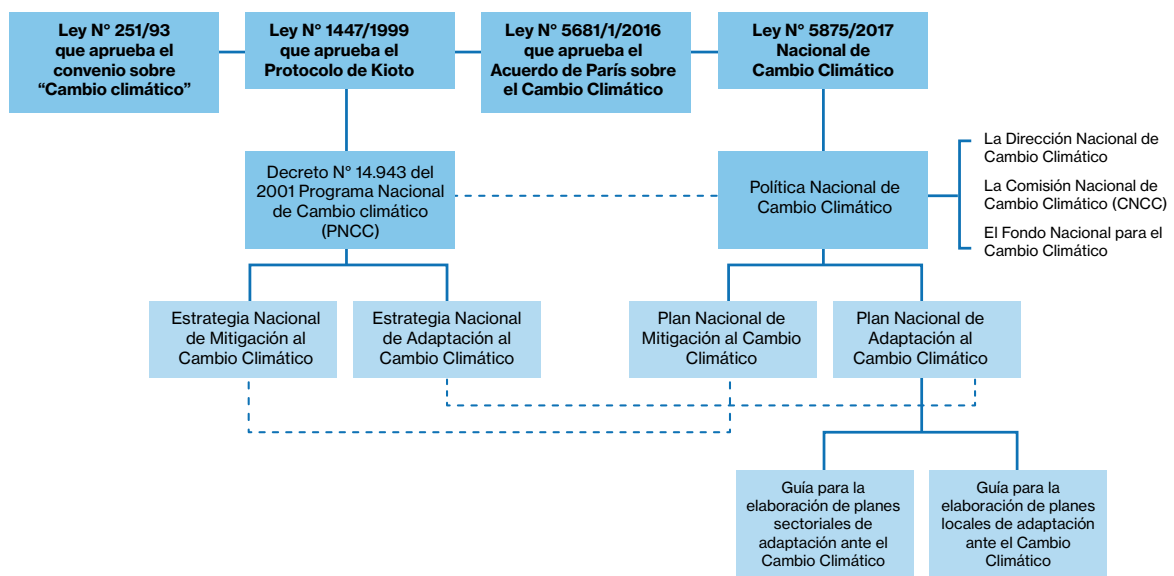 Ley N° 251/93
que aprueba el
convenio sobre
“Cambio climático”
Ley N° 1447/1999
que aprueba el
Protocolo de Kioto
Ley N° 5681/1/2016
que aprueba el
Acuerdo de París sobre
el Cambio Climático
Ley N° 5875/2017
Nacional de
Cambio Climático
Decreto N° 14.943 del
2001 Programa Nacional
de Cambio climático
(PNCC)
Política Nacional de
Cambio Climático
La Dirección Nacional de
Cambio Climático
La Comisión Nacional de
Cambio Climático (CNCC)
El Fondo Nacional para el
Cambio Climático
Estrategia Nacional
de Mitigación al
Cambio Climático
Estrategia Nacional
de Adaptación al
Cambio Climático
Plan Nacional de
Mitigación al Cambio
Climático
Plan Nacional de
Adaptación al
Cambio Climático
Guía para la
elaboración de planes
sectoriales de
adaptación ante el
Cambio Climático
Guía para la
elaboración de planes
locales de adaptación
ante el Cambio
Climático